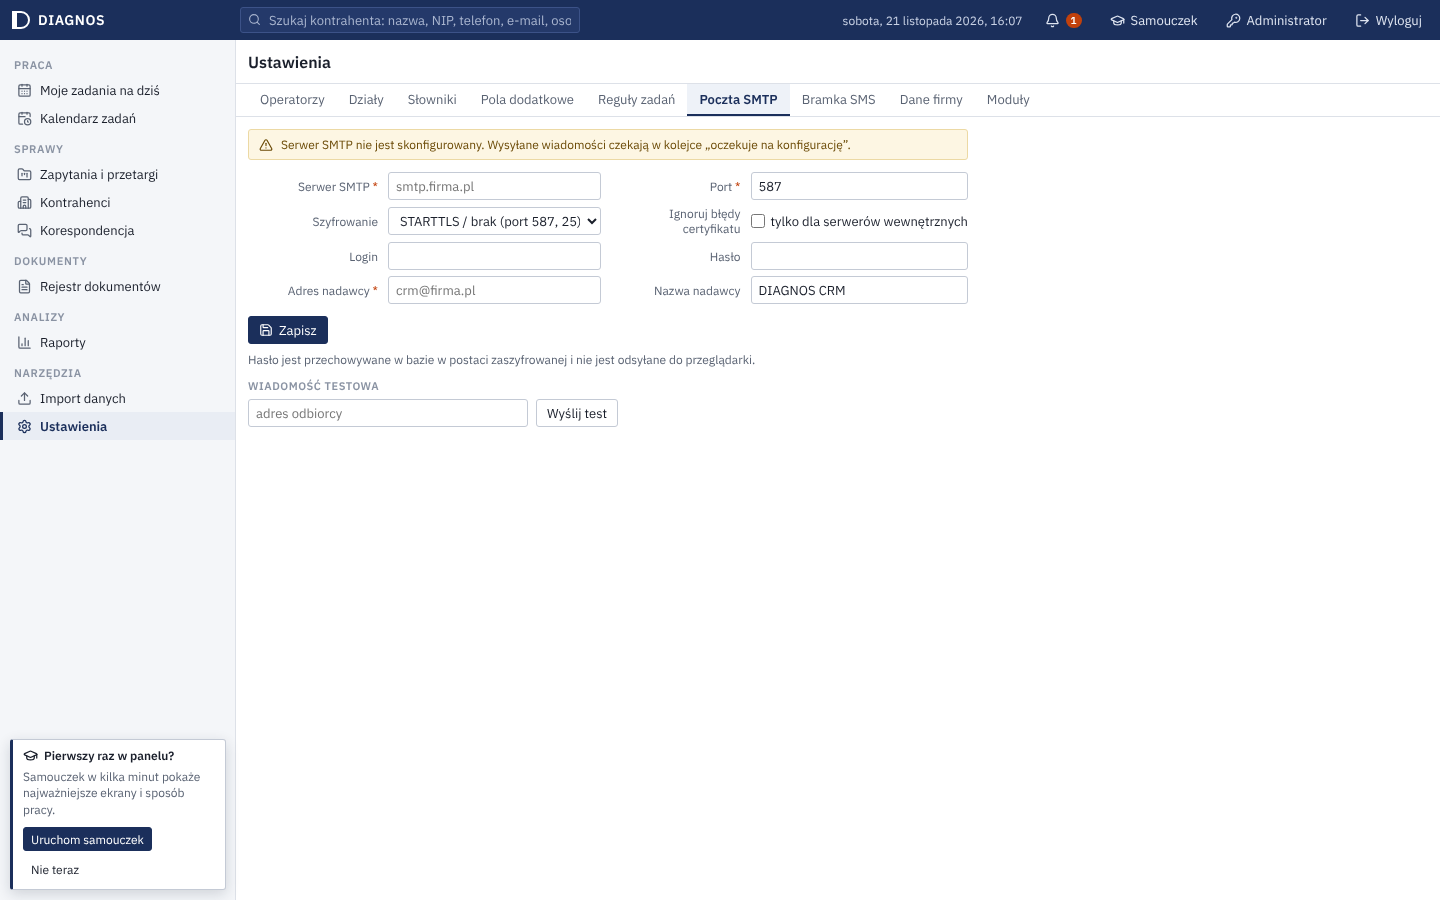 DIAGNOS
Szukaj kontrahenta: nazwa, NIP, telefon, e-mail, oso
sobota, 21 listopada 2026, 16:07
1
Samouczek
Administrator
Wyloguj
PRACA
Moje zadania na dziś
Kalendarz zadań
SPRAWY
Zapytania i przetargi
Kontrahenci
Korespondencja
DOKUMENTY
Rejestr dokumentów
ANALIZY
Raporty
NARZĘDZIA
Import danych
Ustawienia
Pierwszy raz w panelu?
Samouczek w kilka minut pokaże
najważniejsze ekrany i sposób
pracy.
Uruchom samouczek
Nie teraz
Ustawienia
Operatorzy
Działy
Słowniki
Pola dodatkowe
Reguły zadań
Poczta SMTP
Bramka SMS
Dane firmy
Moduły
Serwer SMTP nie jest skonfigurowany. Wysyłane wiadomości czekają w kolejce „oczekuje na konfigurację”.
Serwer SMTP *
smtp.firma.pl
Port *
587
Szyfrowanie
STARTTLS / brak (port 587, 25)
Ignoruj błędy
certyfikatu
tylko dla serwerów wewnętrznych
Login
Hasło
Adres nadawcy *
crm@firma.pl
Nazwa nadawcy
DIAGNOS CRM
Zapisz
Hasło jest przechowywane w bazie w postaci zaszyfrowanej i nie jest odsyłane do przeglądarki.
WIADOMOŚĆ TESTOWA
adres odbiorcy
Wyślij test